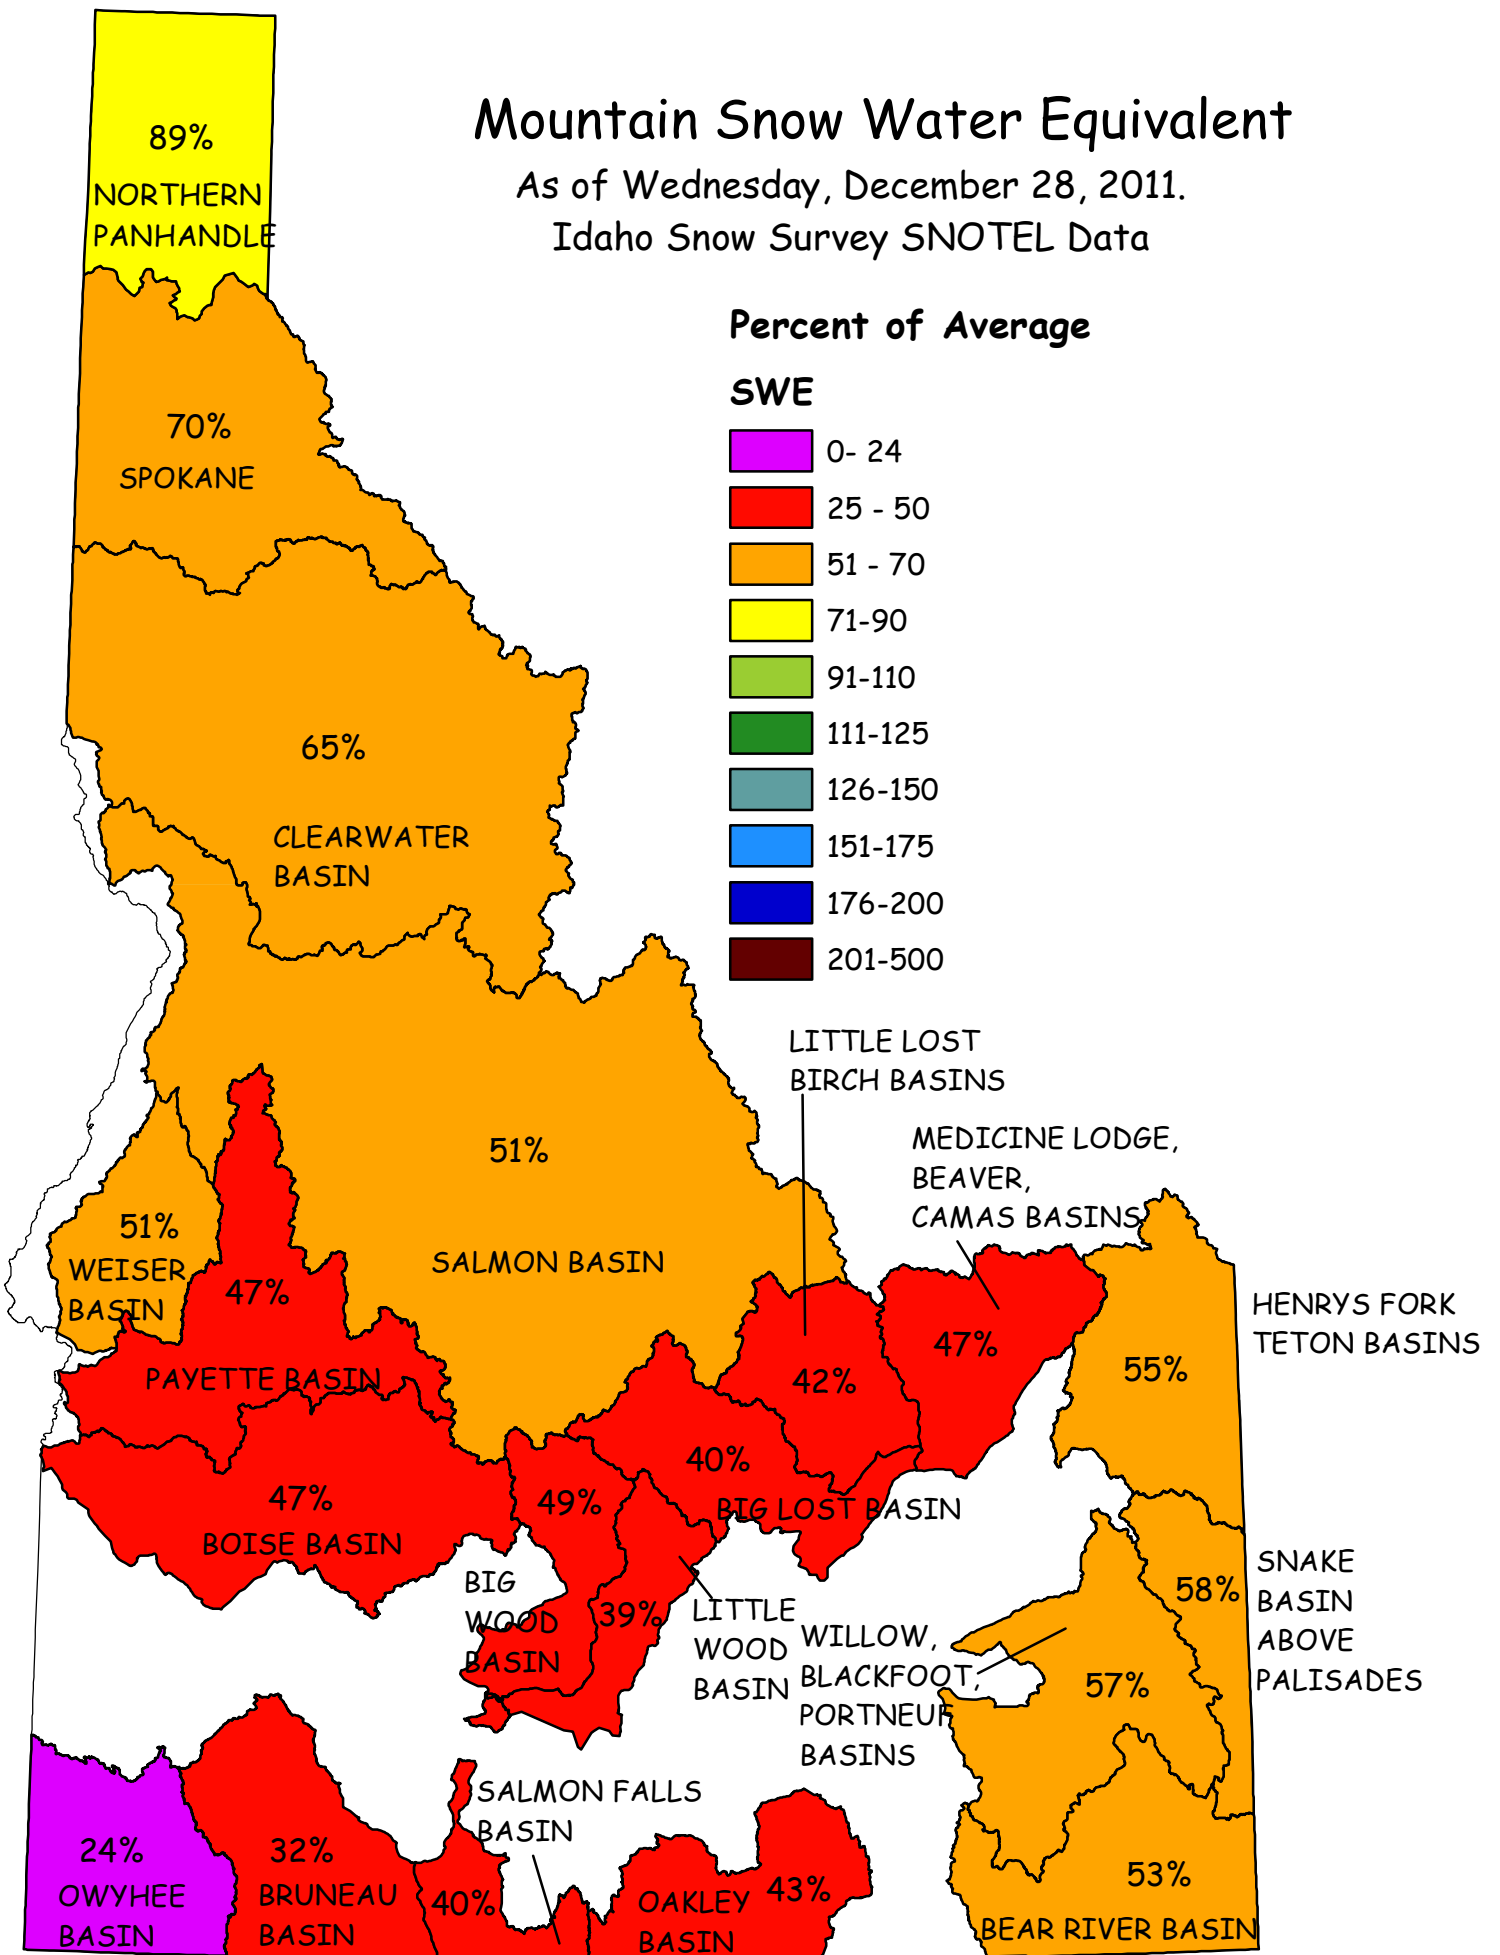 Mountain Snow Water Equivalent
As of Wednesday, December 28, 2011.
Idaho Snow Survey SNOTEL Data
Percent of Average
SWE
0- 24
25 - 50
51 - 70
71-90
91-110
111-125
126-150
151-175
176-200
201-500
89%
NORTHERN
PANHANDLE
70%
SPOKANE
65%
CLEARWATER
BASIN
51%
SALMON BASIN
51%
WEISER
BASIN
47%
PAYETTE BASIN
47%
BOISE BASIN
LITTLE LOST
BIRCH BASINS
42%
MEDICINE LODGE,
BEAVER,
CAMAS BASINS
47%
HENRYS FORK
TETON BASINS
55%
40%
BIG LOST BASIN
49%
BIG
WOOD
BASIN
39%
LITTLE
WOOD
BASIN
WILLOW,
BLACKFOOT,
PORTNEUF
BASINS
57%
58%
SNAKE
BASIN
ABOVE
PALISADES
24%
OWYHEE
BASIN
32%
BRUNEAU
BASIN
SALMON FALLS
BASIN
40%
OAKLEY
BASIN
43%
53%
BEAR RIVER BASIN